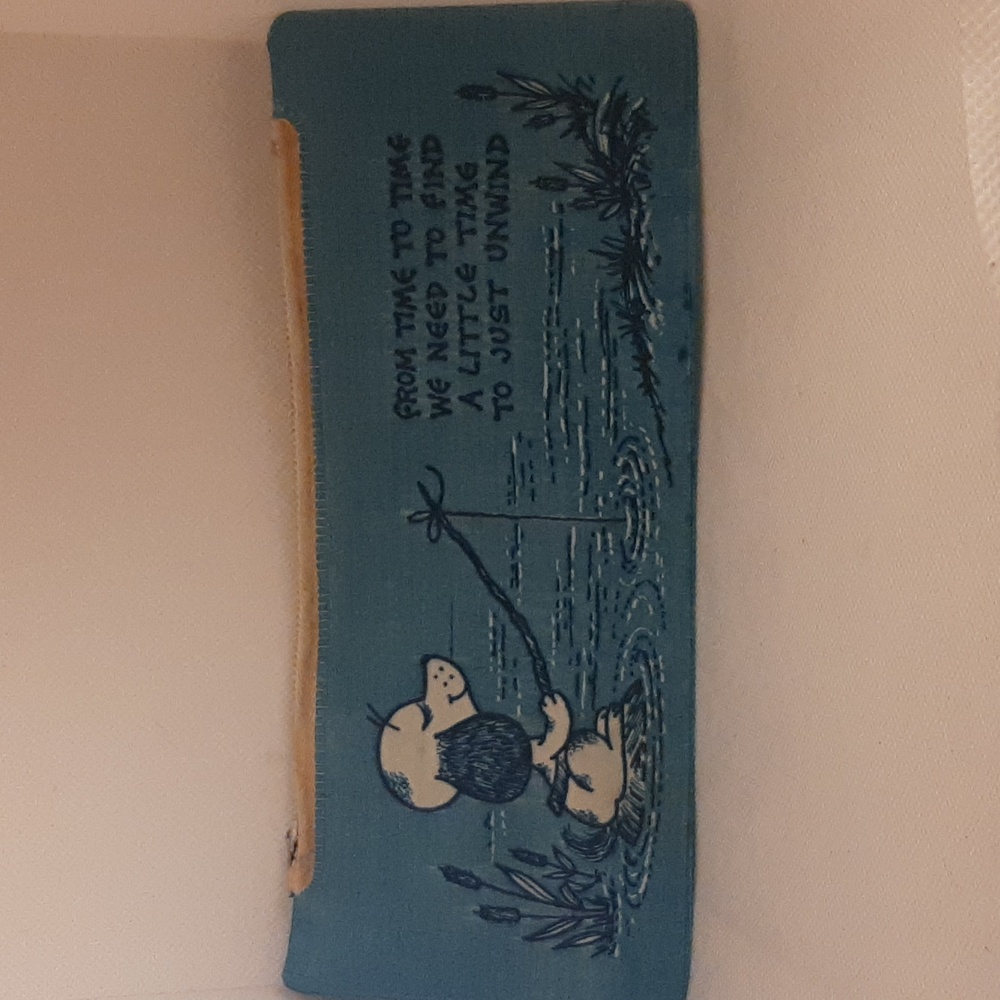 FROM TIME TO TIME
WE NEED TO FIND
A LITTLE TIME
TO JUST UNWIND